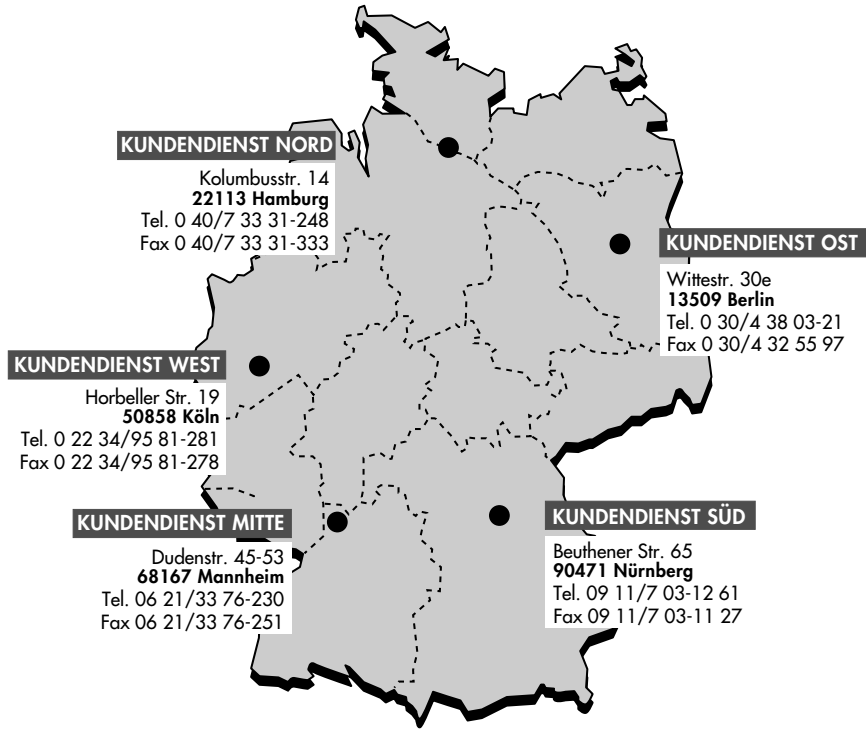 KUNDENDIENST NORD
Kolumbusstr. 14
22113 Hamburg
Tel. 0 40/7 33 31-248
Fax 0 40/7 33 31-333
KUNDENDIENST OST
Wittestr. 30e
13509 Berlin
Tel. 0 30/4 38 03-21
Fax 0 30/4 32 55 97
KUNDENDIENST WEST
Horbeller Str. 19
50858 Köln
Tel. 0 22 34/95 81-281
Fax 0 22 34/95 81-278
KUNDENDIENST MITTE
Dudenstr. 45-53
68167 Mannheim
Tel. 06 21/33 76-230
Fax 06 21/33 76-251
KUNDENDIENST SÜD
Beuthener Str. 65
90471 Nürnberg
Tel. 09 11/7 03-12 61
Fax 09 11/7 03-11 27